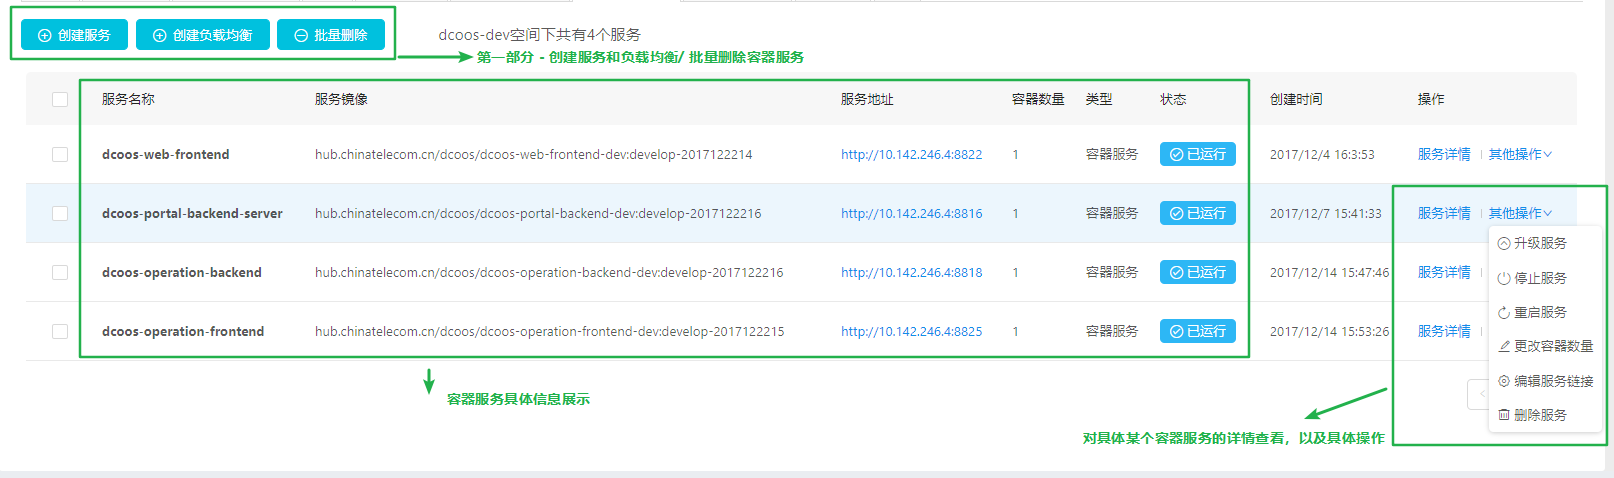 创建服务 创建负载均衡 批量删除 dcoos-dev空间下共有4个服务
第一部分 - 创建服务和负载均衡/ 批量删除容器服务
服务名称 服务镜像 服务地址 容器数量 类型 状态 创建时间 操作
dcoos-web-frontend hub.chinatelecom.cn/dcoos/dcoos-web-frontend-dev:develop-2017122214 http://10.142.246.4:8822 1 容器服务 已运行 2017/12/4 16:3:53 服务详情 其他操作
dcoos-portal-backend-server hub.chinatelecom.cn/dcoos/dcoos-portal-backend-dev:develop-2017122216 http://10.142.246.4:8816 1 容器服务 已运行 2017/12/7 15:41:33 服务详情 其他操作
升级服务
dcoos-operation-backend hub.chinatelecom.cn/dcoos/dcoos-operation-backend-dev:develop-2017122216 http://10.142.246.4:8818 1 容器服务 已运行 2017/12/14 15:47:46 服务详情
停止服务
重启服务
dcoos-operation-frontend hub.chinatelecom.cn/dcoos/dcoos-operation-frontend-dev:develop-2017122215 http://10.142.246.4:8825 1 容器服务 已运行 2017/12/14 15:53:26 服务详情
更改容器数量
编辑服务链接
删除服务
容器服务具体信息展示
对具体某个容器服务的详情查看，以及具体操作